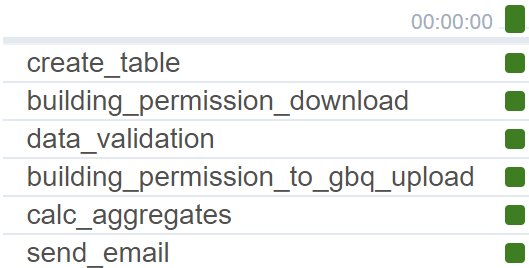 00:00:00
create_table
building_permission_download
data_validation
building_permission_to_gbq_upload
calc_aggregates
send_email